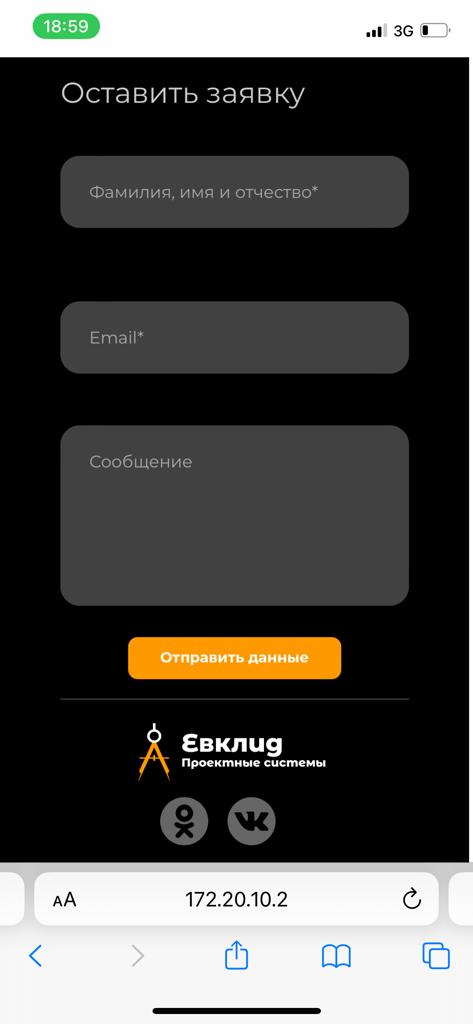 18:59
3G
Оставить заявку
Фамилия, имя и отчество*
Email*
Сообщение
Отправить данные
Евклид
Проектные системы
AA
172.20.10.2